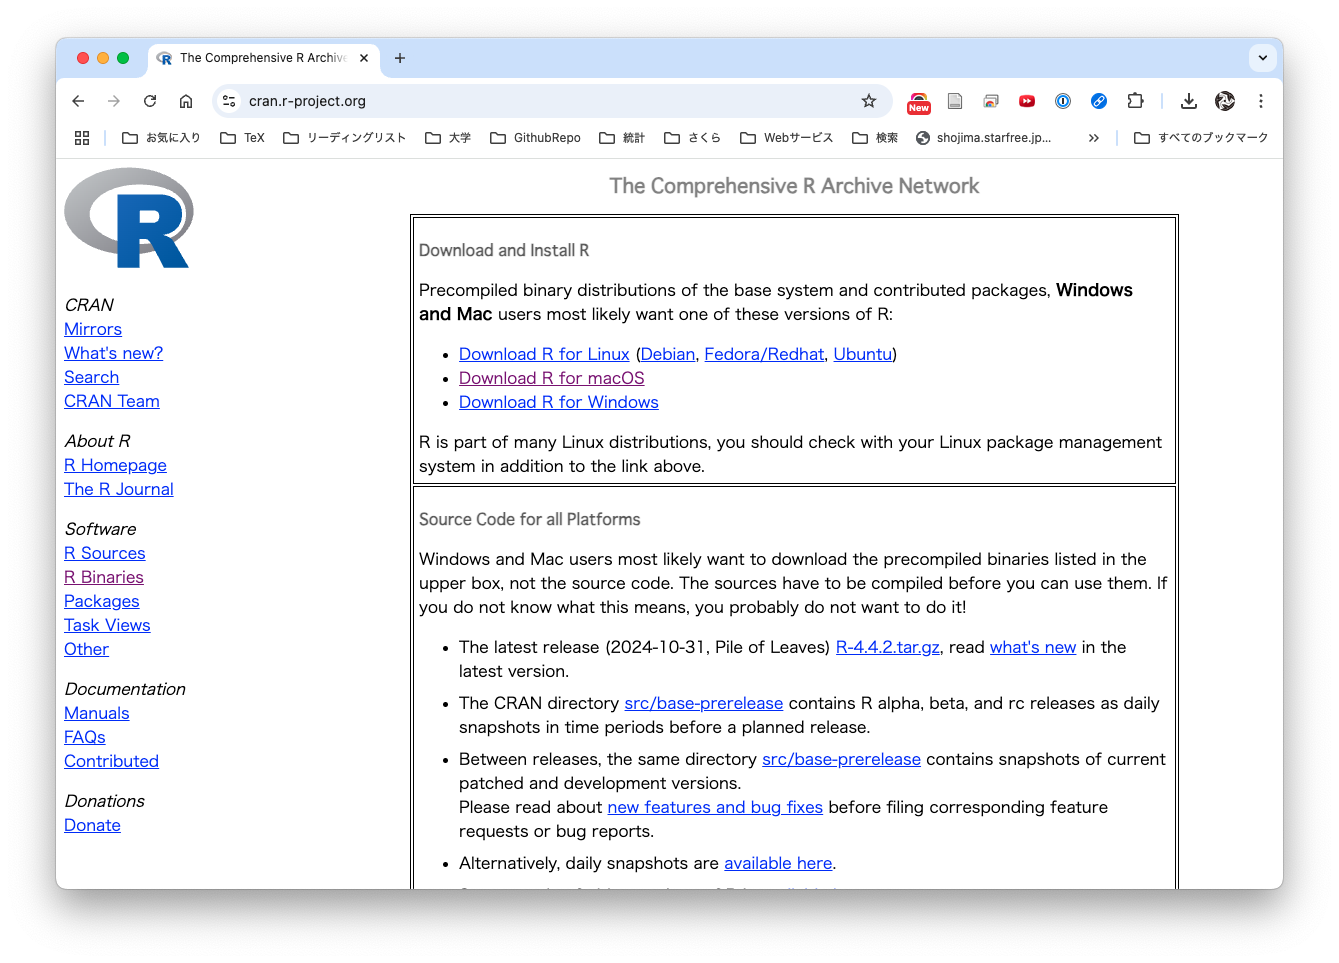 The Comprehensive R Archive
cran.r-project.org
New
お気に入り
TeX
リーディングリスト
大学
GithubRepo
統計
さくら
Webサービス
検索
shojima.starfree.jp...
すべてのブックマーク
R
CRAN
Mirrors
What's new?
Search
CRAN Team
About R
R Homepage
The R Journal
Software
R Sources
R Binaries
Packages
Task Views
Other
Documentation
Manuals
FAQs
Contributed
Donations
Donate
The Comprehensive R Archive Network
Download and Install R
Precompiled binary distributions of the base system and contributed packages, Windows
and Mac users most likely want one of these versions of R:
• Download R for Linux (Debian, Fedora/Redhat, Ubuntu)
• Download R for macOS
• Download R for Windows
R is part of many Linux distributions, you should check with your Linux package management
system in addition to the link above.
Source Code for all Platforms
Windows and Mac users most likely want to download the precompiled binaries listed in the
upper box, not the source code. The sources have to be compiled before you can use them. If
you do not know what this means, you probably do not want to do it!
• The latest release (2024-10-31, Pile of Leaves) R-4.4.2.tar.gz, read what's new in the
latest version.
• The CRAN directory src/base-prerelease contains R alpha, beta, and rc releases as daily
snapshots in time periods before a planned release.
• Between releases, the same directory src/base-prerelease contains snapshots of current
patched and development versions.
Please read about new features and bug fixes before filing corresponding feature
requests or bug reports.
• Alternatively, daily snapshots are available here.